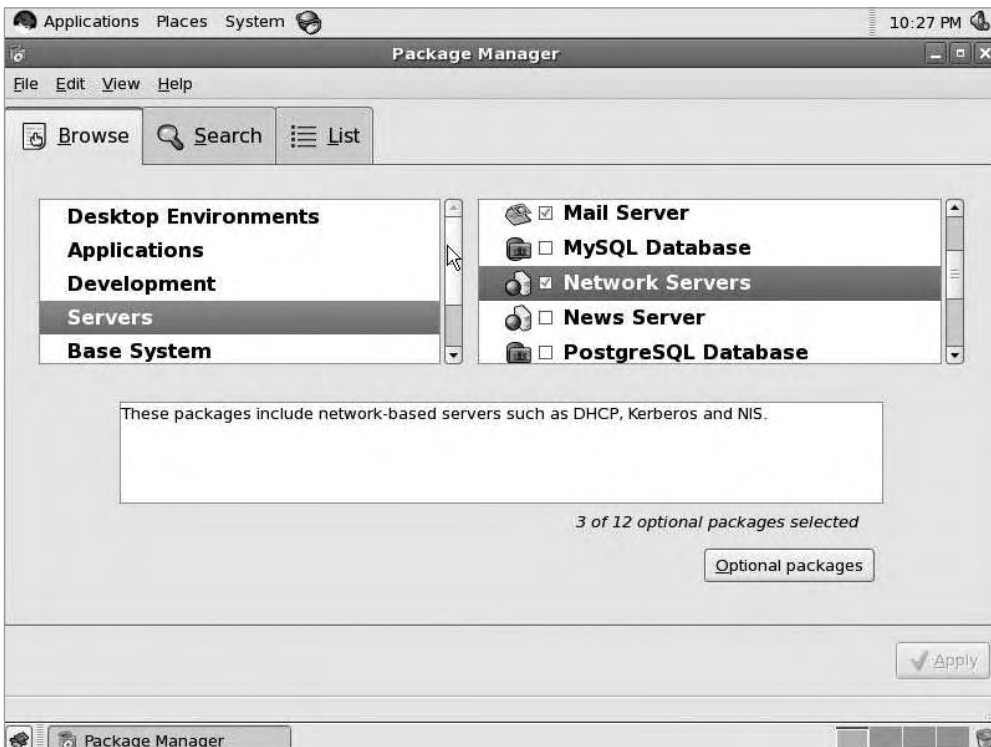 Applications Places System 10:27 PM
Package Manager
File Edit View Help
Browse Search List
Desktop Environments
Applications
Development
Servers
Base System
Mail Server
MySQL Database
Network Servers
News Server
PostgreSQL Database
These packages include network-based servers such as DHCP, Kerberos and NIS.
3 of 12 optional packages selected
Optional packages
Apply
Package Manager